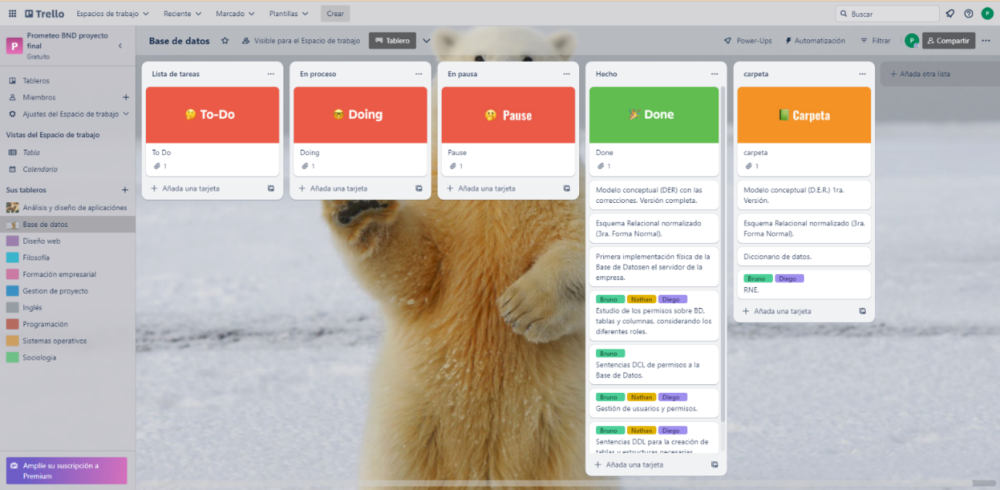 Trello
Espacios de trabajo
Reciente
Marcado
Plantillas
Crear
Buscar
P
P
Prometeo BND proyecto
final
Gratuito
Base de datos
Visible para el Espacio de trabajo
Tablero
Power-Ups
Automatización
Filtrar
P
Compartir
Tableros
Miembros
Ajustes del Espacio de trabajo
Vistas del Espacio de trabajo
Tabla
Calendario
Sus tableros
Análisis y diseño de aplicaciónes
Base de datos
Diseño web
Filosofía
Formación empresarial
Gestion de proyecto
Inglés
Programación
Sistemas operativos
Sociologia
Amplíe su suscripción a
Premium
Lista de tareas
To-Do
To Do
1
Añada una tarjeta
En proceso
Doing
Doing
1
Añada una tarjeta
En pausa
Pause
Pause
1
Añada una tarjeta
Hecho
Done
Done
1
Modelo conceptual (DER) con las
correcciones. Versión completa.
Esquema Relacional normalizado
(3ra. Forma Normal).
Primera implementación física de la
Base de Datosen el servidor de la
empresa.
Bruno Nathan Diego
Estudio de los permisos sobre BD,
tablas y columnas, considerando los
diferentes roles.
Bruno
Sentencias DCL de permisos a la
Base de Datos.
Bruno Nathan Diego
Gestión de usuarios y permisos.
Bruno Nathan Diego
Sentencias DDL para la creación de
tablas y estructuras necesarias
Añada una tarjeta
carpeta
Carpeta
carpeta
1
Modelo conceptual (D.E.R.) 1ra.
Versión.
Esquema Relacional normalizado (3ra.
Forma Normal).
Diccionario de datos.
Bruno Diego
RNE.
Añada una tarjeta
Añada otra lista